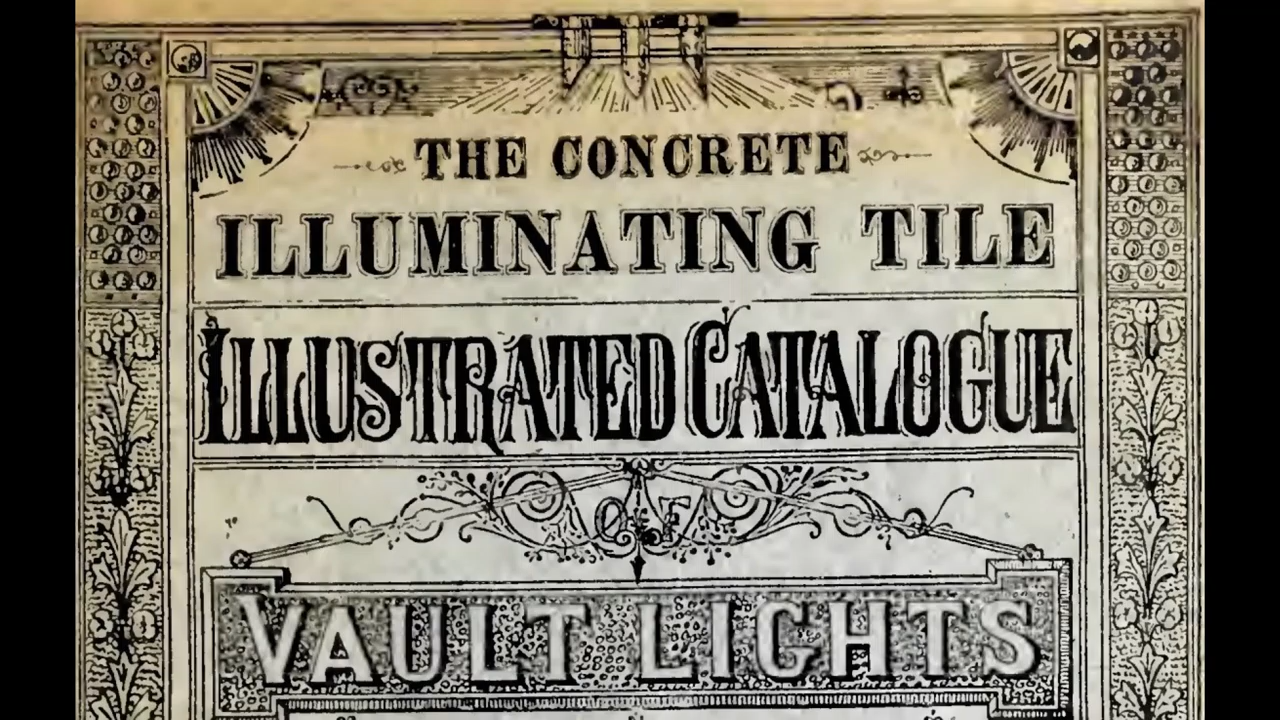 THE CONCRETE
ILLUMINATING TILE
ILLUSTRATED CATALOGUE
OF
VAULT LIGHTS